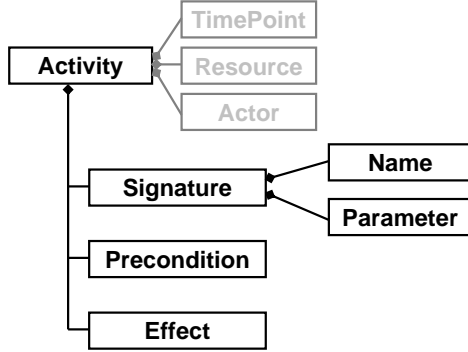 TimePoint
Activity
Resource
Actor
Name
Signature
Parameter
Precondition
Effect